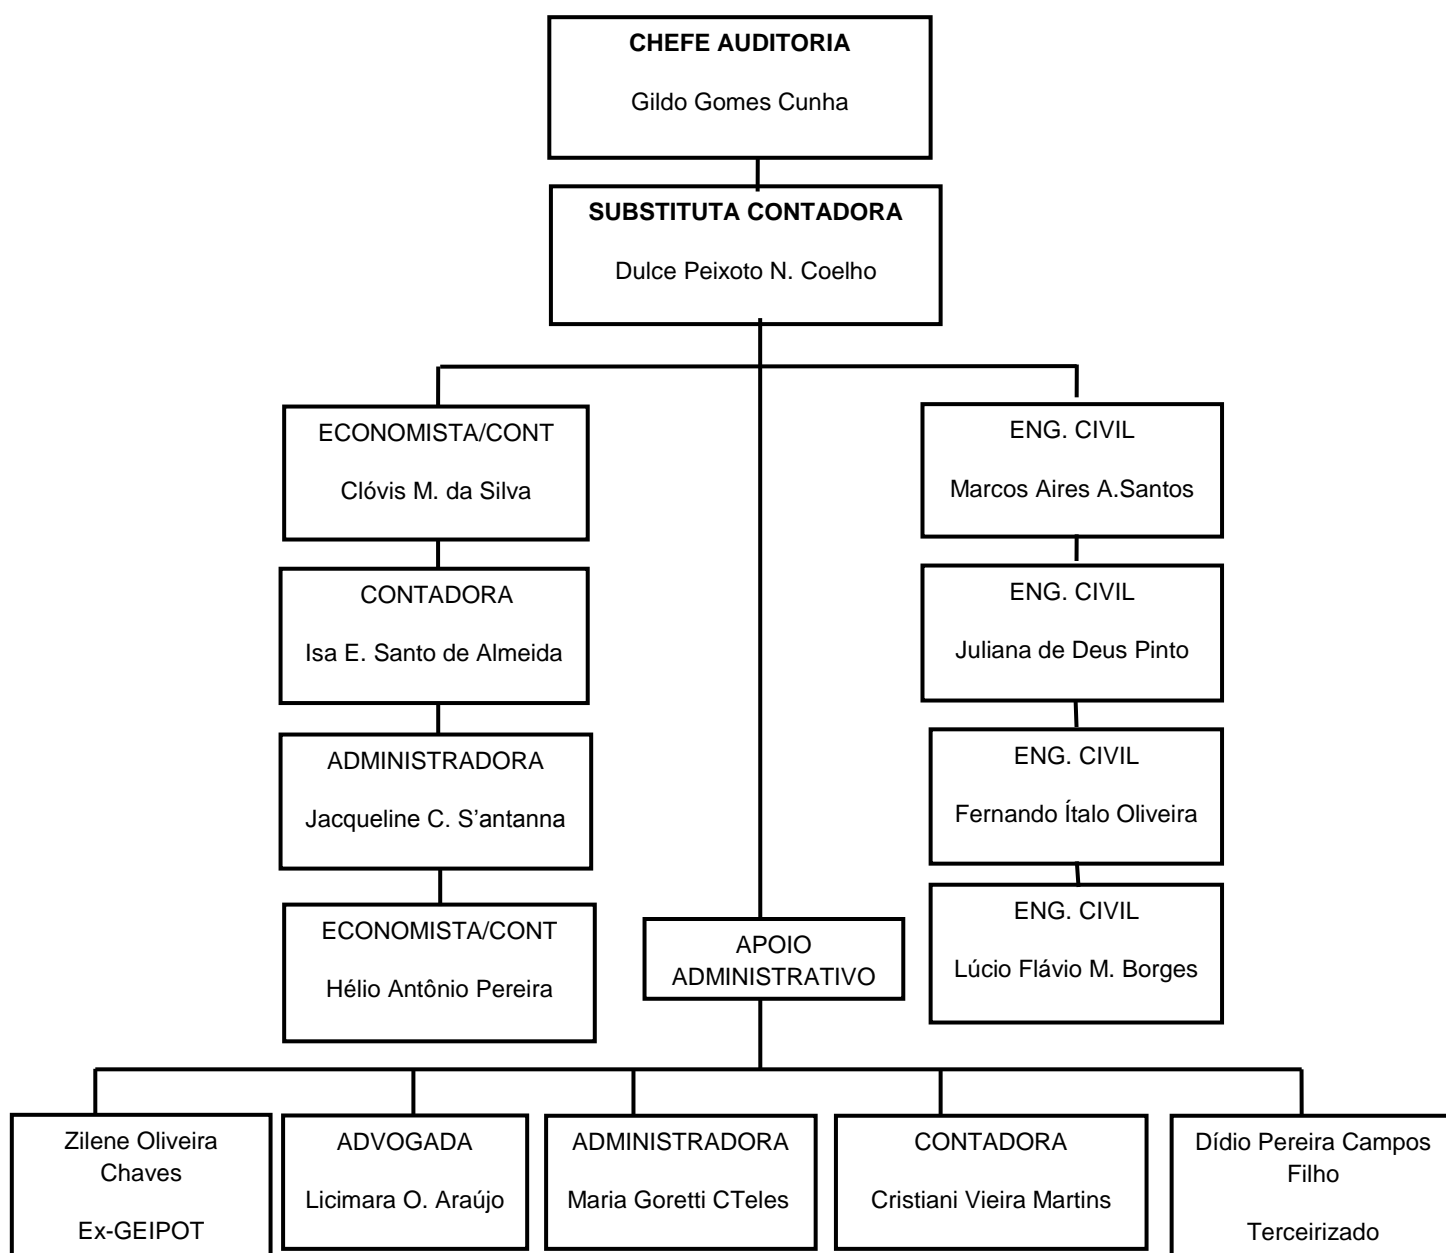 CHEFE AUDITORIA
Gildo Gomes Cunha
SUBSTITUTA CONTADORA
Dulce Peixoto N. Coelho
ECONOMISTA/CONT
Clóvis M. da Silva
CONTADORA
Isa E. Santo de Almeida
ADMINISTRADORA
Jacqueline C. S’antanna
ECONOMISTA/CONT
Hélio Antônio Pereira
ENG. CIVIL
Marcos Aires A.Santos
ENG. CIVIL
Juliana de Deus Pinto
ENG. CIVIL
Fernando Ítalo Oliveira
ENG. CIVIL
Lúcio Flávio M. Borges
APOIO
ADMINISTRATIVO
Zilene Oliveira
Chaves
Ex-GEIPOT
ADVOGADA
Licimara O. Araújo
ADMINISTRADORA
Maria Goretti CTeles
CONTADORA
Cristiani Vieira Martins
Dídio Pereira Campos
Filho
Terceirizado